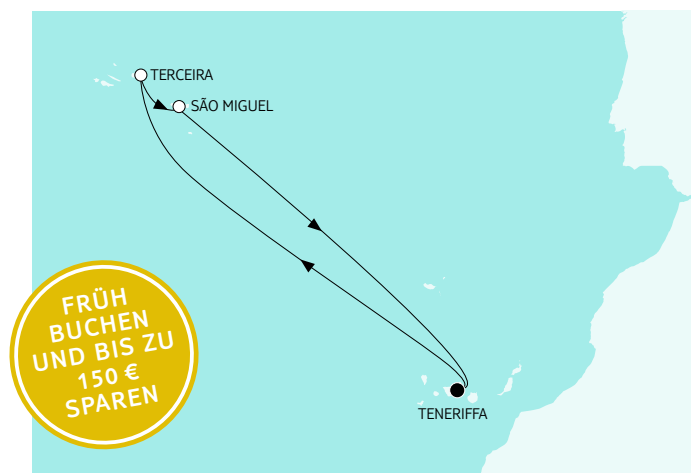 TERCEIRA
SÃO MIGUEL
FRÜH
BUCHEN
UND BIS ZU
150 €
SPAREN
TENERIFFA